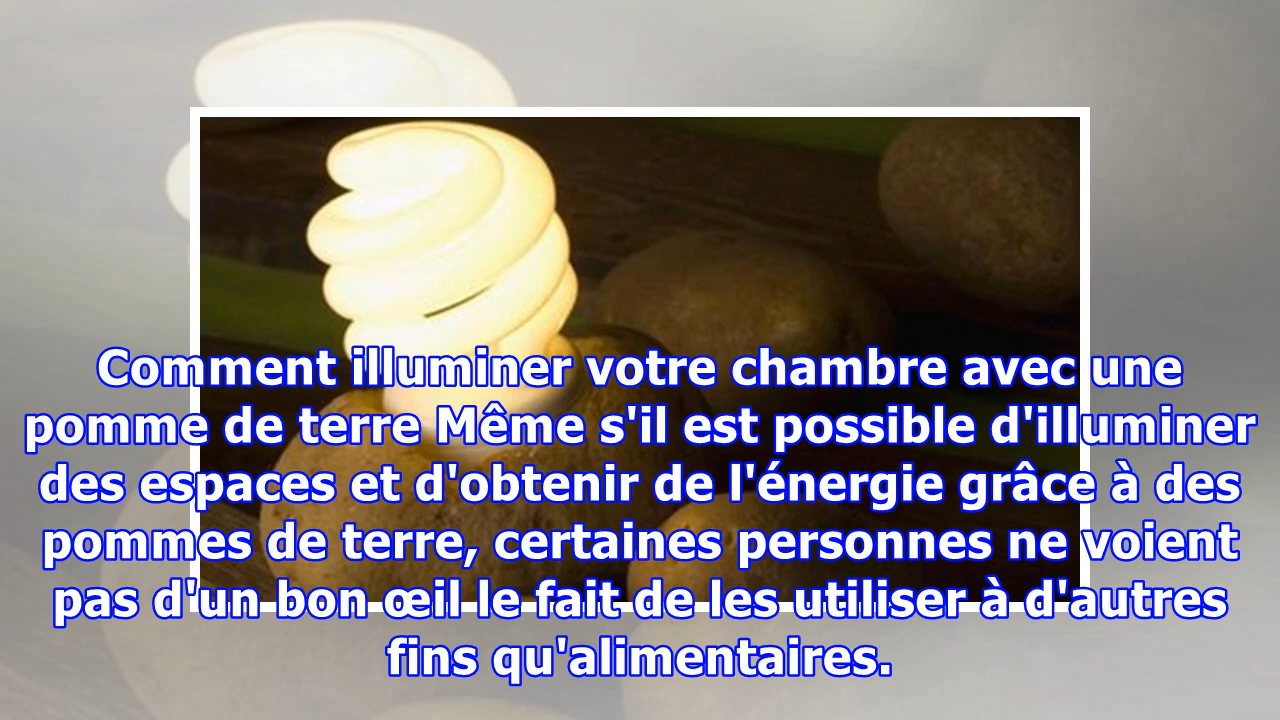 Comment illuminer votre chambre avec une
pomme de terre Même s'il est possible d'illuminer
des espaces et d'obtenir de l'énergie grâce à des
pommes de terre, certaines personnes ne voient
pas d'un bon œil le fait de les utiliser à d'autres
fins qu'alimentaires.